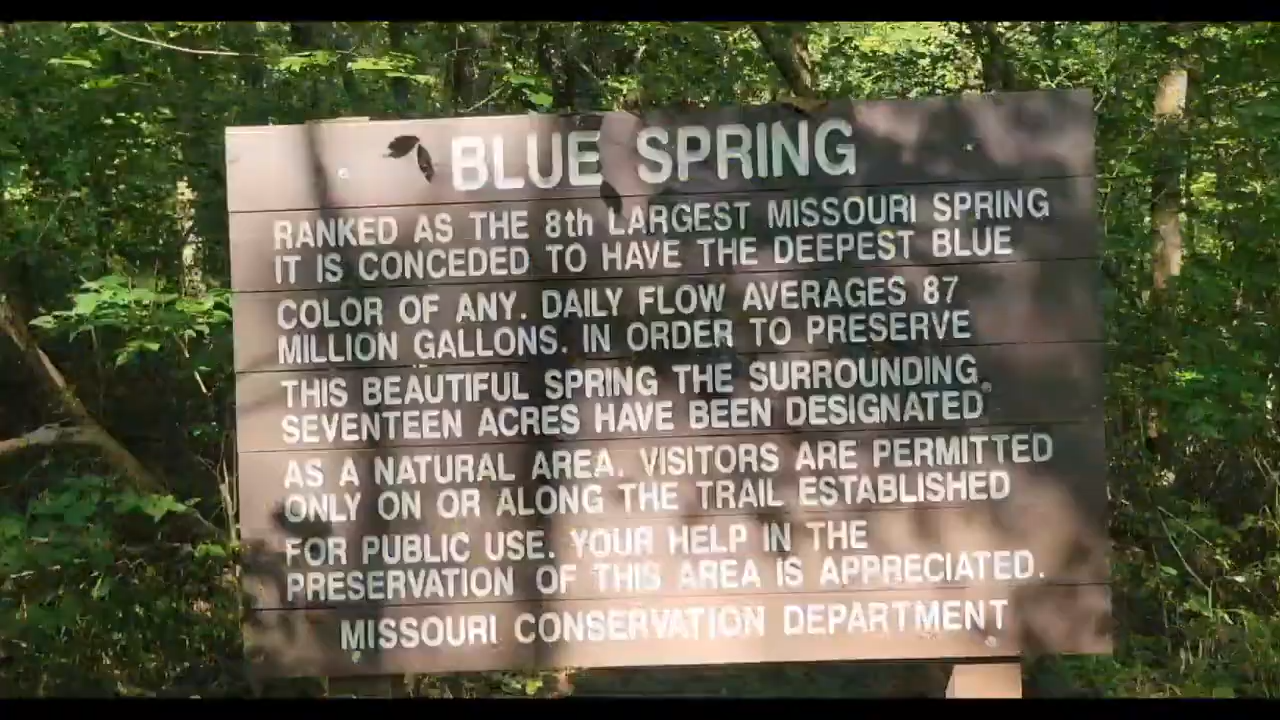 BLUE SPRING
RANKED AS THE 8th LARGEST MISSOURI SPRING
IT IS CONCEDED TO HAVE THE DEEPEST BLUE
COLOR OF ANY. DAILY FLOW AVERAGES 87
MILLION GALLONS. IN ORDER TO PRESERVE
THIS BEAUTIFUL SPRING THE SURROUNDING
SEVENTEEN ACRES HAVE BEEN DESIGNATED
AS A NATURAL AREA. VISITORS ARE PERMITTED
ONLY ON OR ALONG THE TRAIL ESTABLISHED
FOR PUBLIC USE. YOUR HELP IN THE
PRESERVATION OF THIS AREA IS APPRECIATED.
MISSOURI CONSERVATION DEPARTMENT